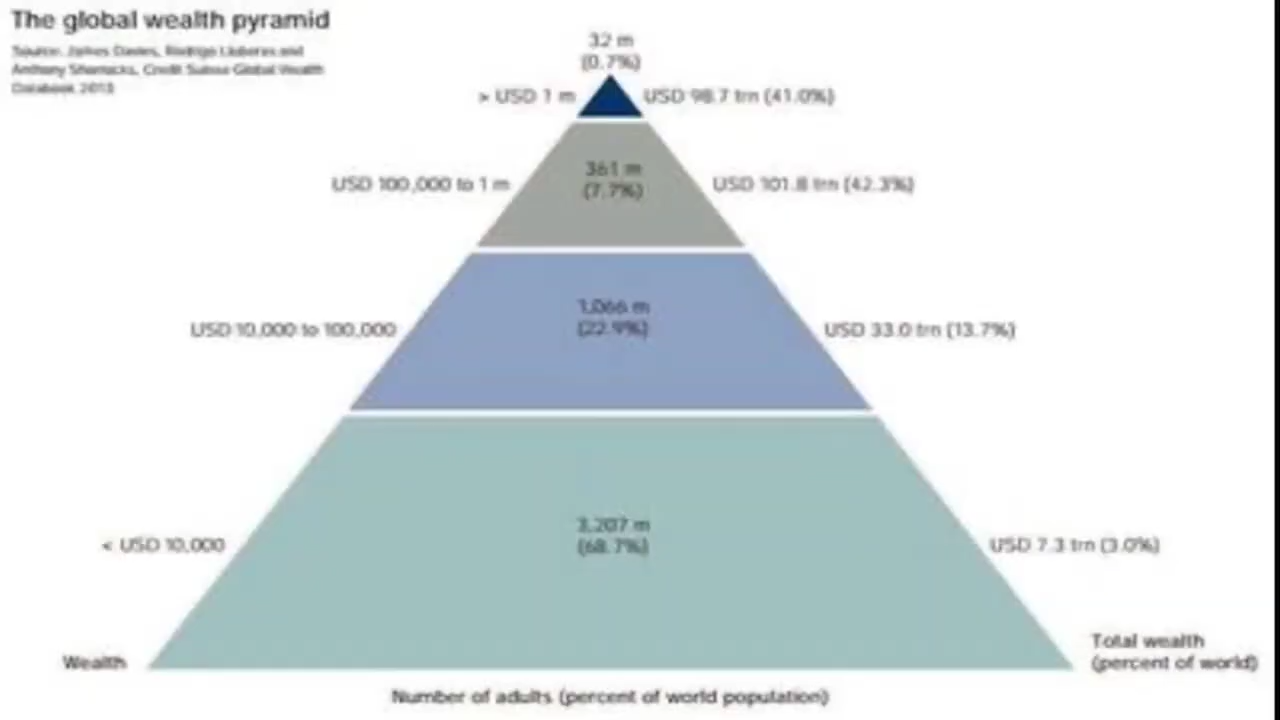 The global wealth pyramid
Source: James Davies, Rodrigo Lluberas and
Anthony Shorrocks, Credit Suisse Global Wealth
Databook 2013
32 m
(0.7%)
> USD 1 m
USD 98.7 trn (41.0%)
361 m
(7.7%)
USD 100,000 to 1 m
USD 101.8 trn (42.3%)
1,066 m
(22.9%)
USD 10,000 to 100,000
USD 33.0 trn (13.7%)
3,207 m
(68.7%)
< USD 10,000
USD 7.3 trn (3.0%)
Wealth
Total wealth
(percent of world)
Number of adults (percent of world population)